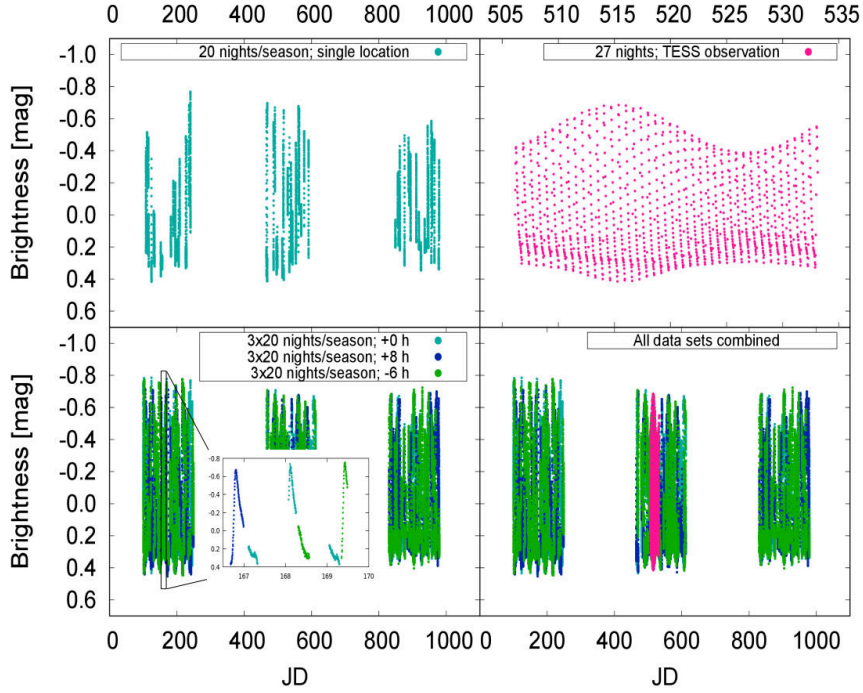 0 200 400 600 800 1000
505 510 515 520 525 530 535
20 nights/season; single location
27 nights; TESS observation
Brightness [mag]
-1.0
-0.8
-0.6
-0.4
-0.2
0.0
0.2
0.4
0.6
3x20 nights/season; +0 h
3x20 nights/season; +8 h
3x20 nights/season; -6 h
All data sets combined
Brightness [mag]
-1.0
-0.8
-0.6
-0.4
-0.2
0.0
0.2
0.4
0.6
-0.8
-0.6
-0.4
-0.2
0.0
0.2
0.4
167 168 169 170
0 200 400 600 800 1000
0 200 400 600 800 1000
JD
JD